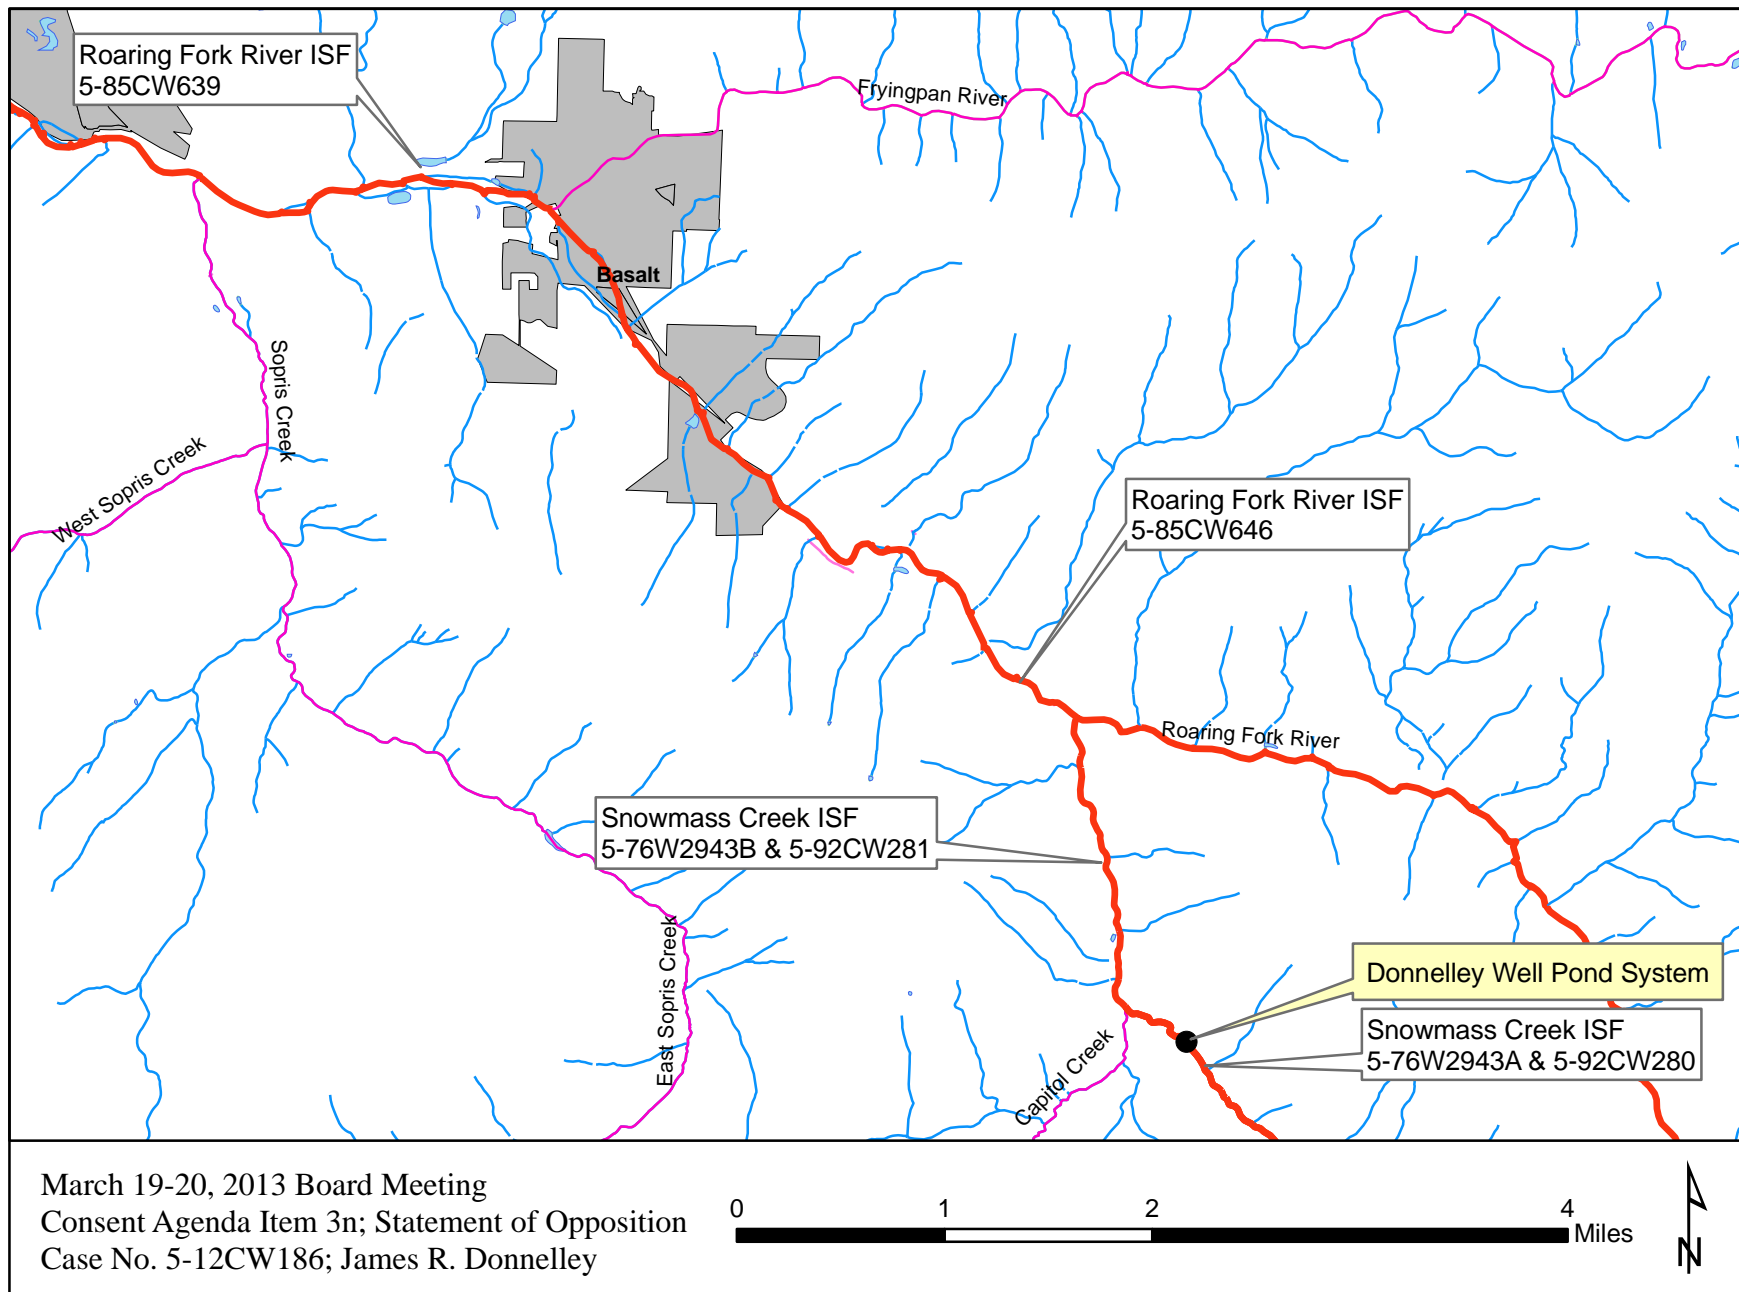 Roaring Fork River ISF
5-85CW639
Fryingpan River
Basalt
Sopris Creek
West Sopris Creek
Roaring Fork River ISF
5-85CW646
Roaring Fork River
Snowmass Creek ISF
5-76W2943B & 5-92CW281
East Sopris Creek
Donnelley Well Pond System
Snowmass Creek ISF
5-76W2943A & 5-92CW280
Capitol Creek
March 19-20, 2013 Board Meeting
Consent Agenda Item 3n; Statement of Opposition
Case No. 5-12CW186; James R. Donnelley
0 1 2 4
Miles
N